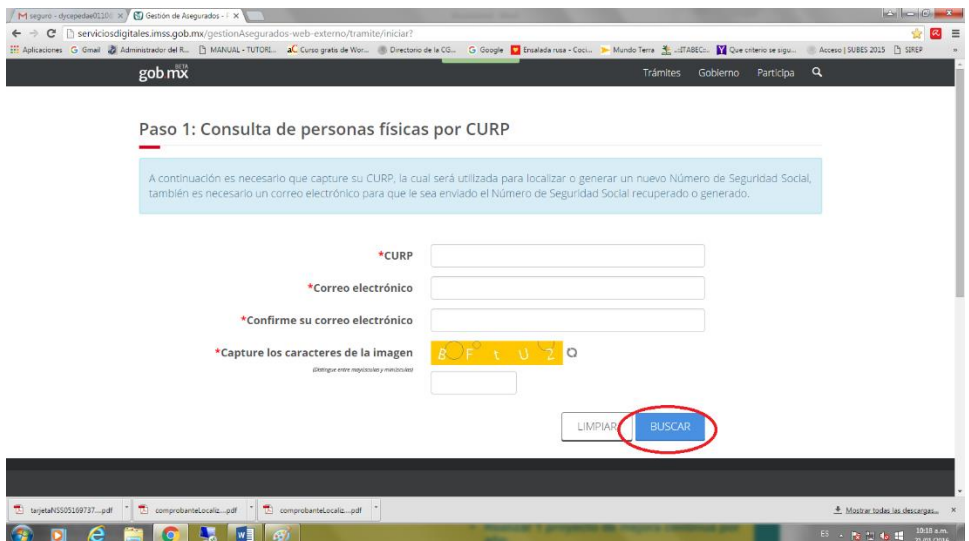 seguro - dycepedae0110@
Gestión de Asegurados -
serviciosdigitales.imss.gob.mx/gestionAsegurados-web-externo/tramite/iniciar?
Aplicaciones G Gmail Administrador del R... MANUAL - TUTORI... aC Curso gratis de Wor... Directorio de la CG... G Google Ensalada rusa - Coci... Mundo Terra ..:ITABEC:.. Que criterio se sigu... Acceso | SUBES 2015 SIREP »
gob mx BETA Trámites Gobierno Participa
Paso 1: Consulta de personas físicas por CURP
A continuación es necesario que capture su CURP, la cual será utilizada para localizar o generar un nuevo Número de Seguridad Social,
también es necesario un correo electrónico para que le sea enviado el Número de Seguridad Social recuperado o generado.
*CURP
*Correo electrónico
*Confirme su correo electrónico
*Capture los caracteres de la imagen
B F t U 2
(Distingue entre mayúsculas y minúsculas)
LIMPIAR BUSCAR
tarjetaNSS05169737....pdf comprobanteLocaliz....pdf comprobanteLocaliz....pdf Mostrar todas las descargas...
ES 10:18 a.m.